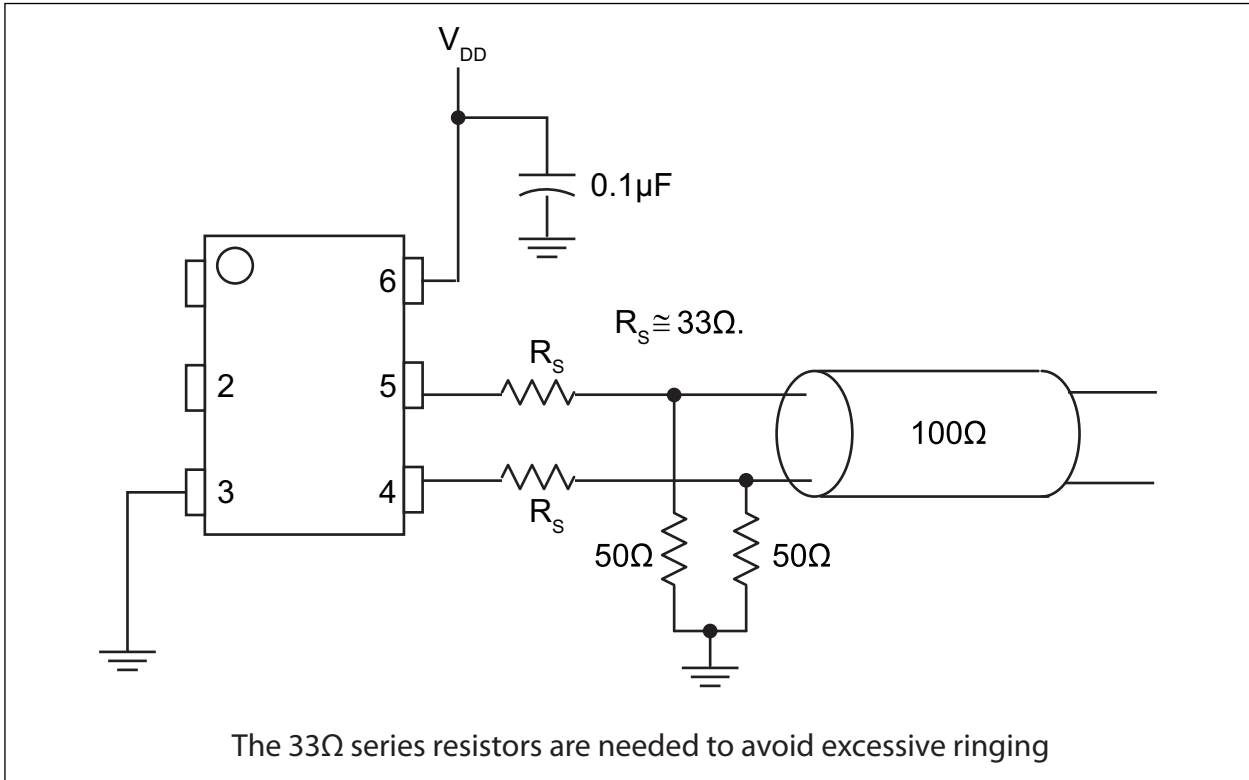 V_DD
0.1µF
6
R_S ≅ 33Ω.
R_S
2
5
100Ω
3
4
R_S
50Ω
50Ω
The 33Ω series resistors are needed to avoid excessive ringing